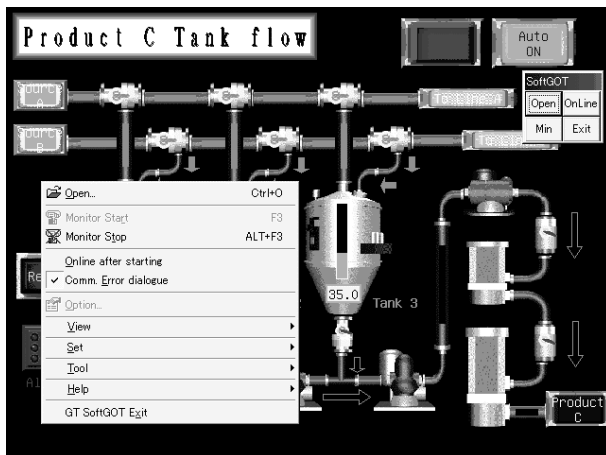 Product C Tank flow
Auto
ON
SoftGOT
Open OnLine
Min Exit
A
B
Open... Ctrl+O
Monitor Start F3
Monitor Stop ALT+F3
Online after starting
Comm. Error dialogue
Option...
View
Set
Tool
Help
GT SoftGOT Exit
35.0
Tank 3
Re
Al
Product
C